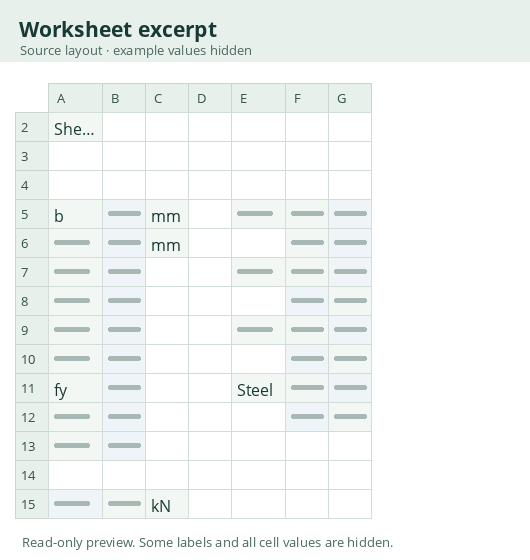 Worksheet excerpt
Source layout · example values hidden
A B C D E F G
2 She...
3
4
5 b mm
6 mm
7
8
9
10
11 fy Steel
12
13
14
15 kN
Read-only preview. Some labels and all cell values are hidden.